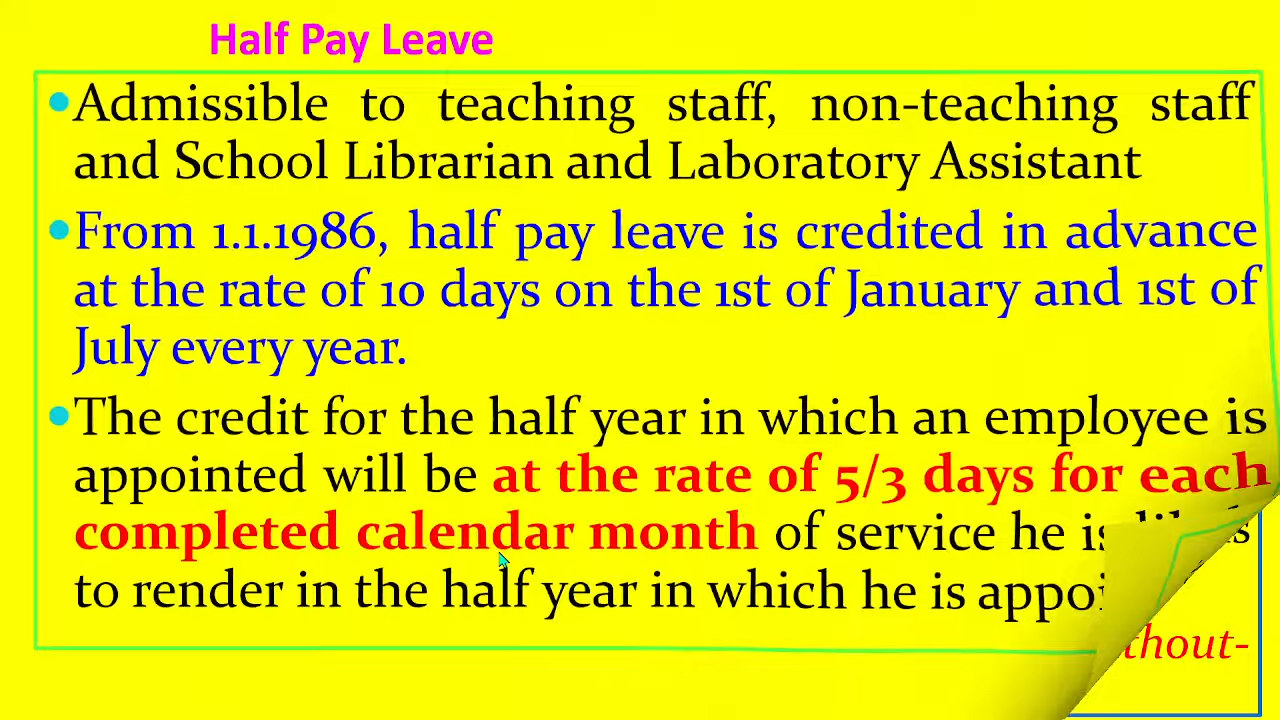 Half Pay Leave
•Admissible to teaching staff, non-teaching staff
and School Librarian and Laboratory Assistant
•From 1.1.1986, half pay leave is credited in advance
at the rate of 10 days on the 1st of January and 1st of
July every year.
•The credit for the half year in which an employee is
appointed will be at the rate of 5/3 days for each
completed calendar month of service he is
to render in the half year in which he is